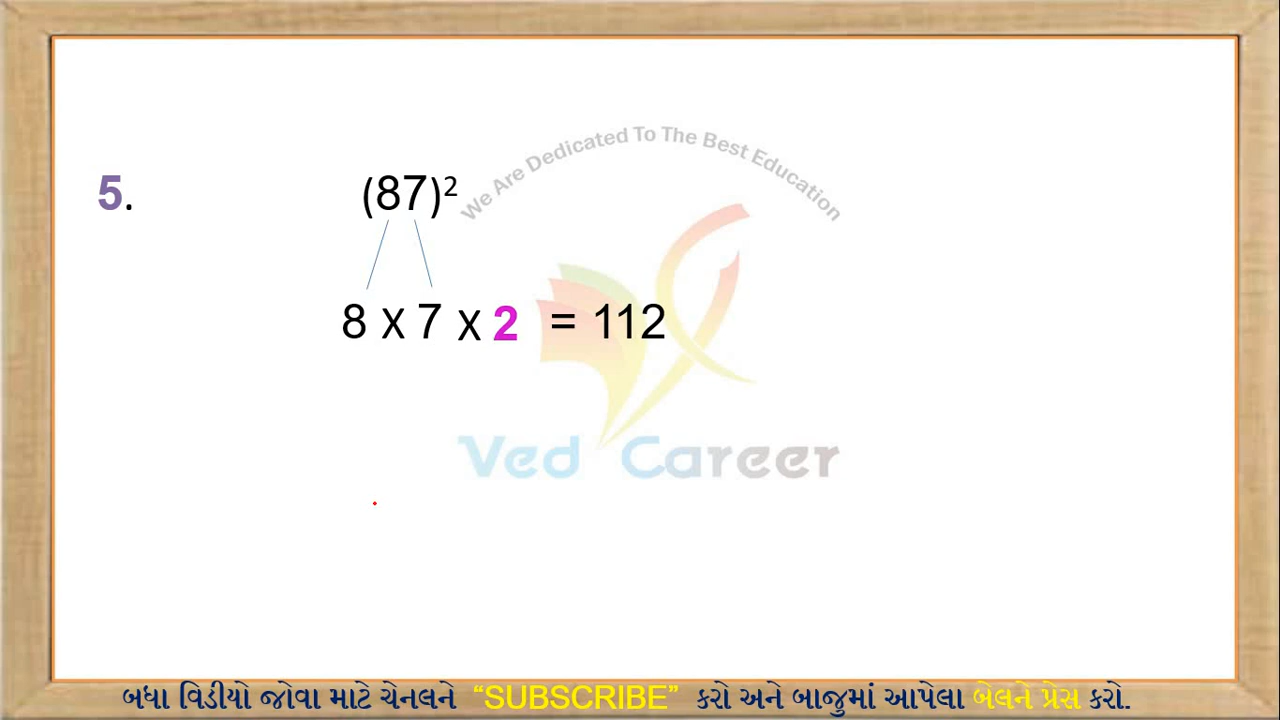 We Are Dedicated To The Best Education
5. (87)²
8 x 7 x 2 = 112
Ved Career
બધા વિડીયો જોવા માટે ચેનલને “SUBSCRIBE” કરો અને બાજુમાં આપેલા બેલને પ્રેસ કરો.